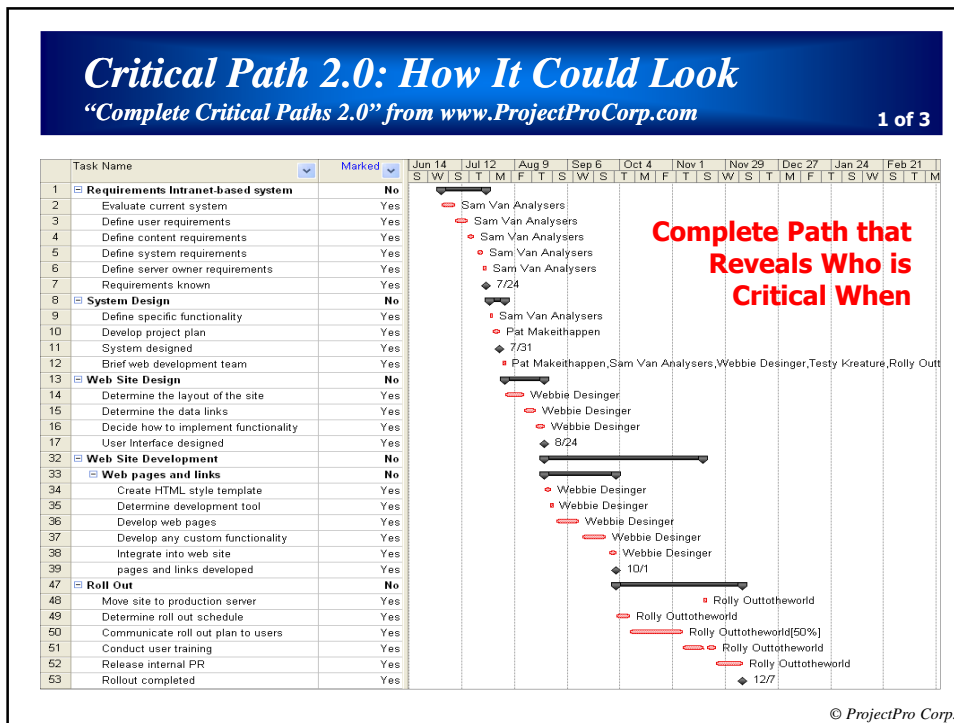 Critical Path 2.0: How It Could Look
“Complete Critical Paths 2.0” from www.ProjectProCorp.com
1 of 3
Task Name Marked Jun 14 Jul 12 Aug 9 Sep 6 Oct 4 Nov 1 Nov 29 Dec 27 Jan 24 Feb 21
S W S T M F T S W S T M F T S W S T M F T S W S T M F T S W S T M
1 Requirements Intranet-based system No
2 Evaluate current system Yes Sam Van Analysers
3 Define user requirements Yes Sam Van Analysers
4 Define content requirements Yes Sam Van Analysers
5 Define system requirements Yes Sam Van Analysers
6 Define server owner requirements Yes Sam Van Analysers
7 Requirements known Yes 7/24
8 System Design No
9 Define specific functionality Yes Sam Van Analysers
10 Develop project plan Yes Pat Makeithappen
11 System designed Yes 7/31
12 Brief web development team Yes Pat Makeithappen,Sam Van Analysers,Webbie Desinger,Testy Kreature,Rolly Outt
13 Web Site Design No
14 Determine the layout of the site Yes Webbie Desinger
15 Determine the data links Yes Webbie Desinger
16 Decide how to implement functionality Yes Webbie Desinger
17 User Interface designed Yes 8/24
32 Web Site Development No
33 Web pages and links No
34 Create HTML style template Yes Webbie Desinger
35 Determine development tool Yes Webbie Desinger
36 Develop web pages Yes Webbie Desinger
37 Develop any custom functionality Yes Webbie Desinger
38 Integrate into web site Yes Webbie Desinger
39 pages and links developed Yes 10/1
47 Roll Out No
48 Move site to production server Yes Rolly Outtotheworld
49 Determine roll out schedule Yes Rolly Outtotheworld
50 Communicate roll out plan to users Yes Rolly Outtotheworld[50%]
51 Conduct user training Yes Rolly Outtotheworld
52 Release internal PR Yes Rolly Outtotheworld
53 Rollout completed Yes 12/7
Complete Path that
Reveals Who is
Critical When
© ProjectPro Corp.